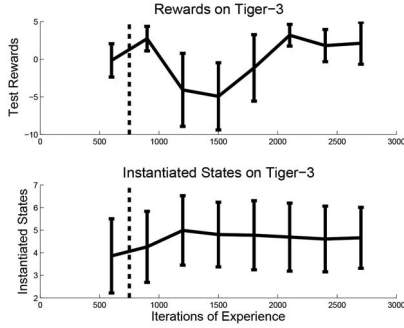 Rewards on Tiger-3
5
0
−5
−10
Test Rewards
0 500 1000 1500 2000 2500 3000
Instantiated States on Tiger-3
7
6
5
4
3
2
Instantiated States
0 500 1000 1500 2000 2500 3000
Iterations of Experience